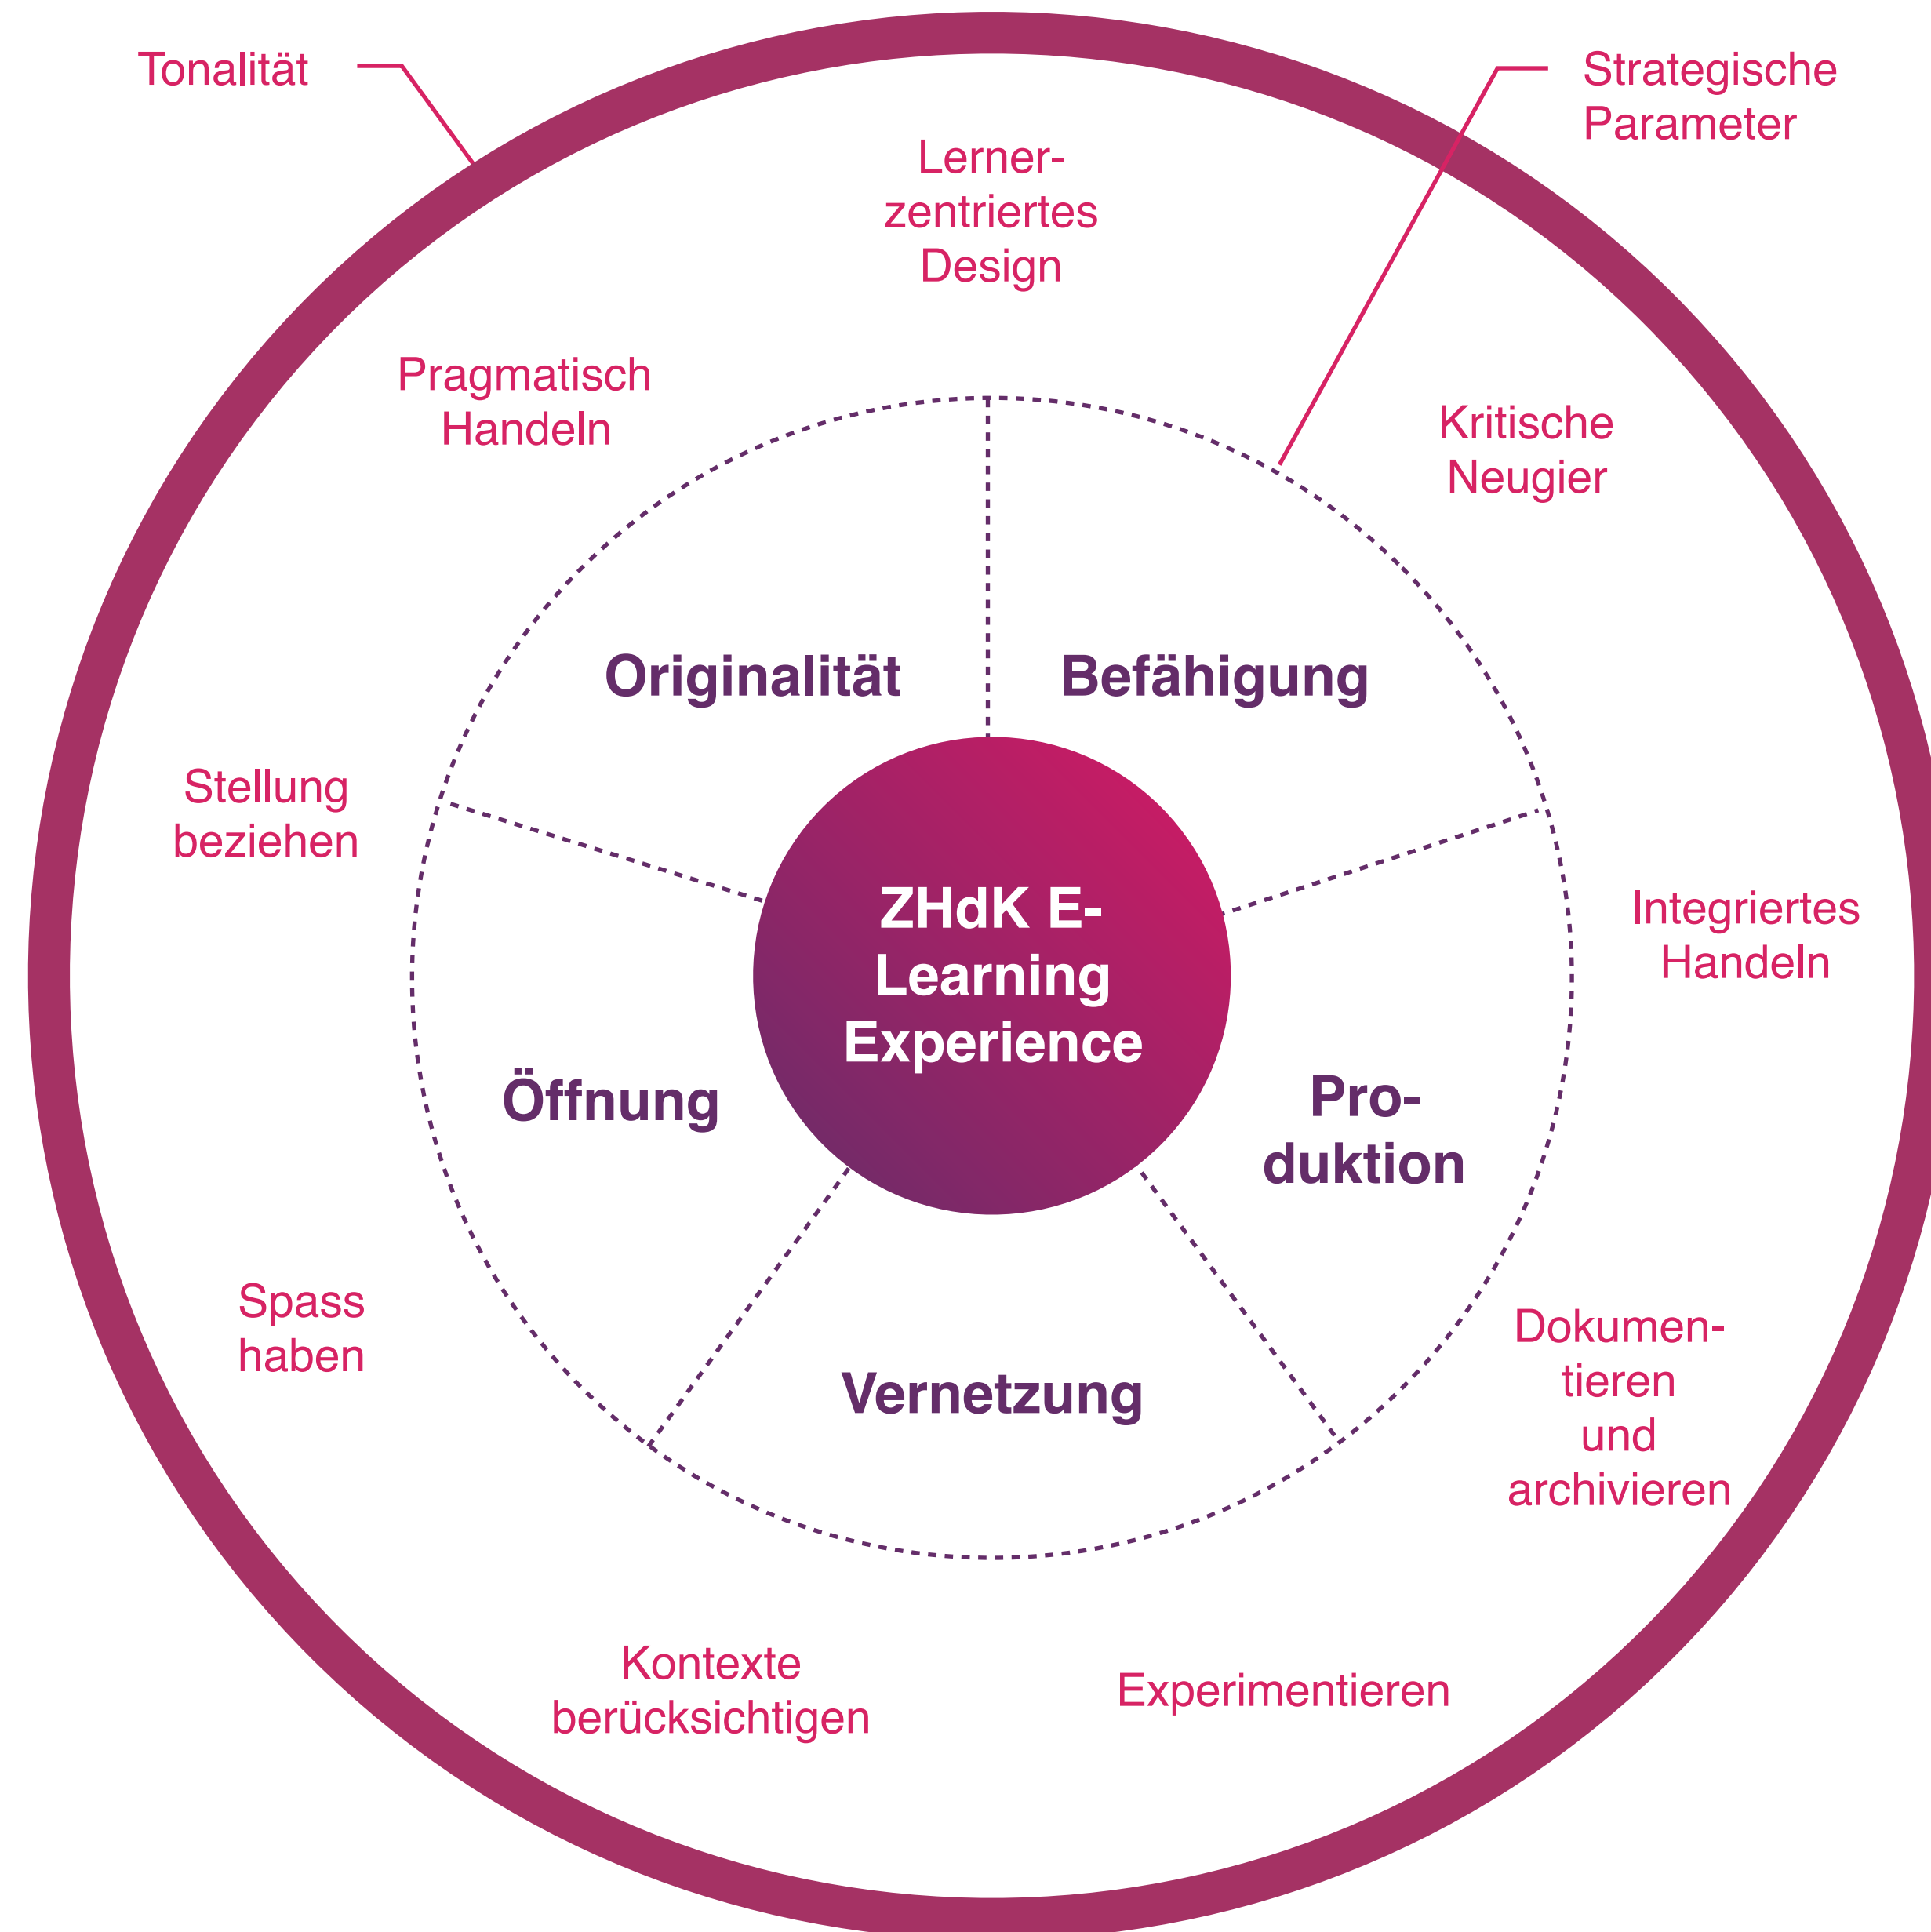 Tonalität
Strategische
Parameter
Lerner-
zentriertes
Design
Pragmatisch
Handeln
Kritische
Neugier
Originalität
Befähigung
Stellung
beziehen
ZHdK E-
Learning
Experience
Integriertes
Handeln
Öffnung
Pro-
duktion
Spass
haben
Vernetzung
Dokumen-
tieren
und
archivieren
Kontexte
berücksichtigen
Experimentieren